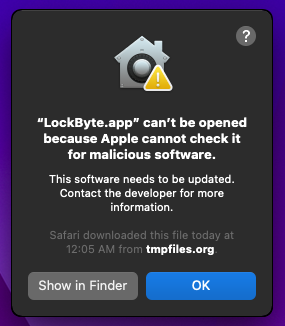 ?
“LockByte.app” can’t be opened
because Apple cannot check it
for malicious software.
This software needs to be updated.
Contact the developer for more
information.
Safari downloaded this file today at
12:05 AM from tmpfiles.org.
Show in Finder
OK